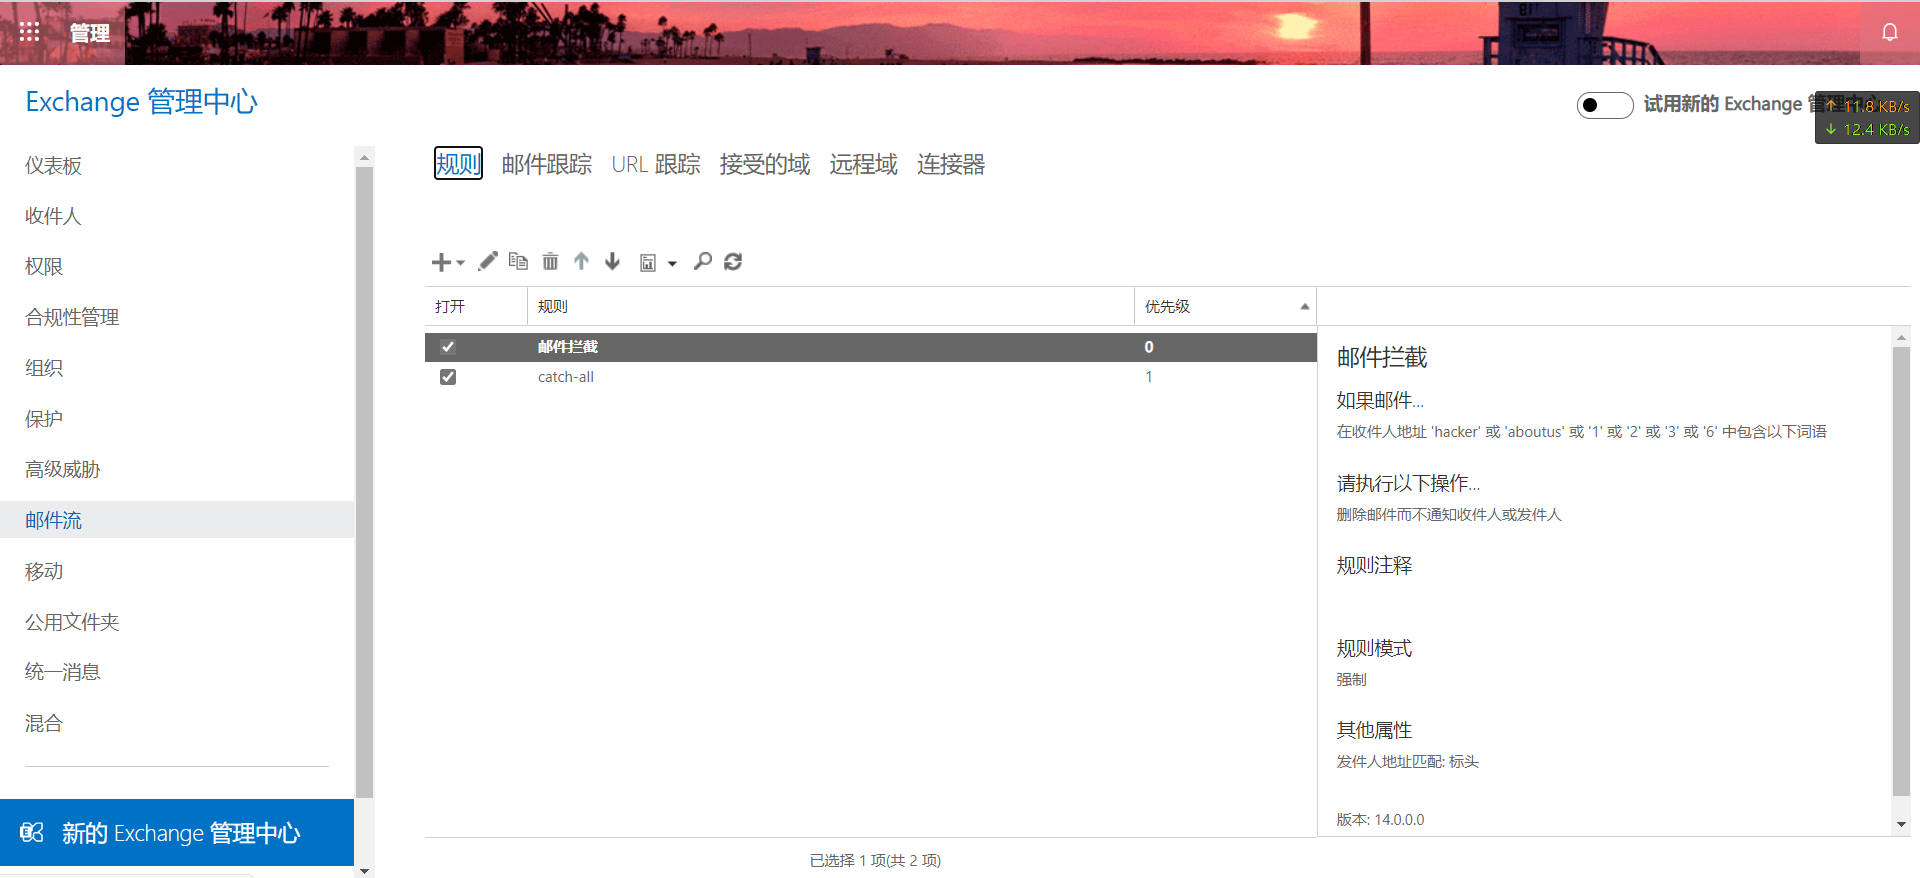 管理
Exchange 管理中心
试用新的 Exchange 管理中心
↑ 11.8 KB/s
↓ 12.4 KB/s
仪表板
收件人
权限
合规性管理
组织
保护
高级威胁
邮件流
移动
公用文件夹
统一消息
混合
新的 Exchange 管理中心
规则 邮件跟踪 URL 跟踪 接受的域 远程域 连接器
打开 规则 优先级
邮件拦截 0
catch-all 1
邮件拦截
如果邮件...
在收件人地址 'hacker' 或 'aboutus' 或 '1' 或 '2' 或 '3' 或 '6' 中包含以下词语
请执行以下操作...
删除邮件而不通知收件人或发件人
规则注释
规则模式
强制
其他属性
发件人地址匹配: 标头
版本: 14.0.0.0
已选择 1 项(共 2 项)